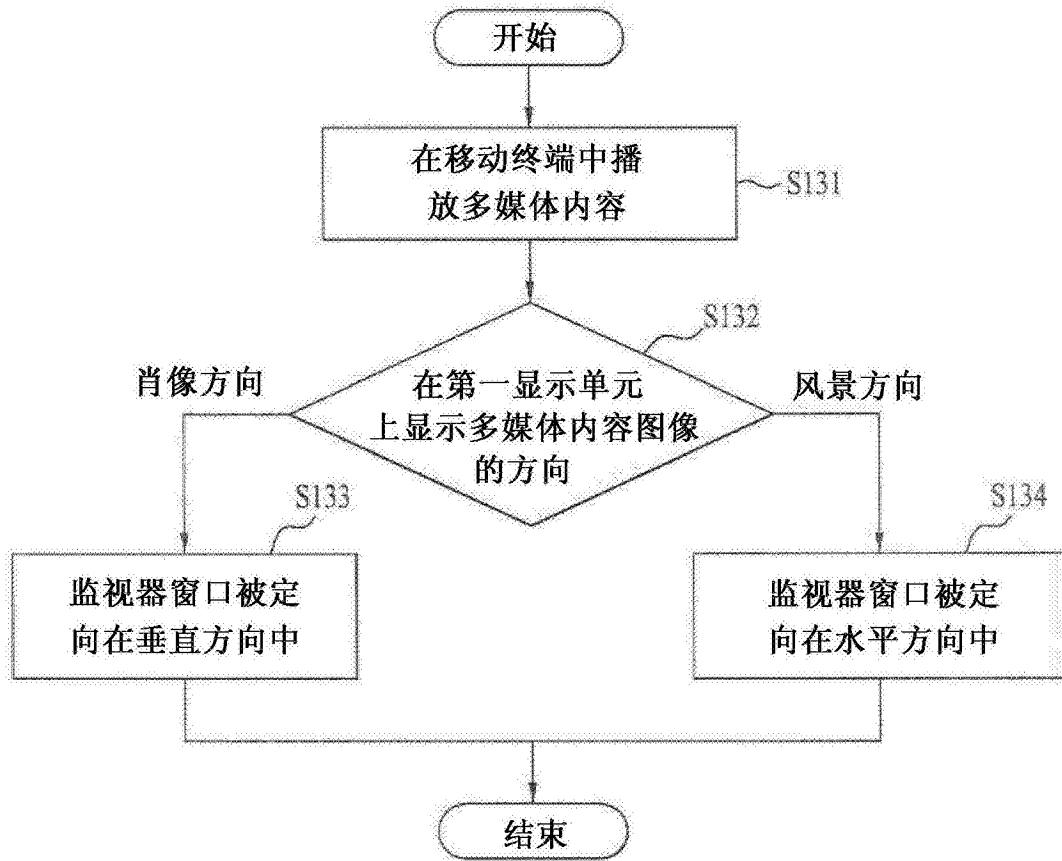 开始
在移动终端中播
放多媒体内容
S131
S132
肖像方向
在第一显示单元
上显示多媒体内容图像
的方向
风景方向
S133
S134
监视器窗口被定
向在垂直方向中
监视器窗口被定
向在水平方向中
结束